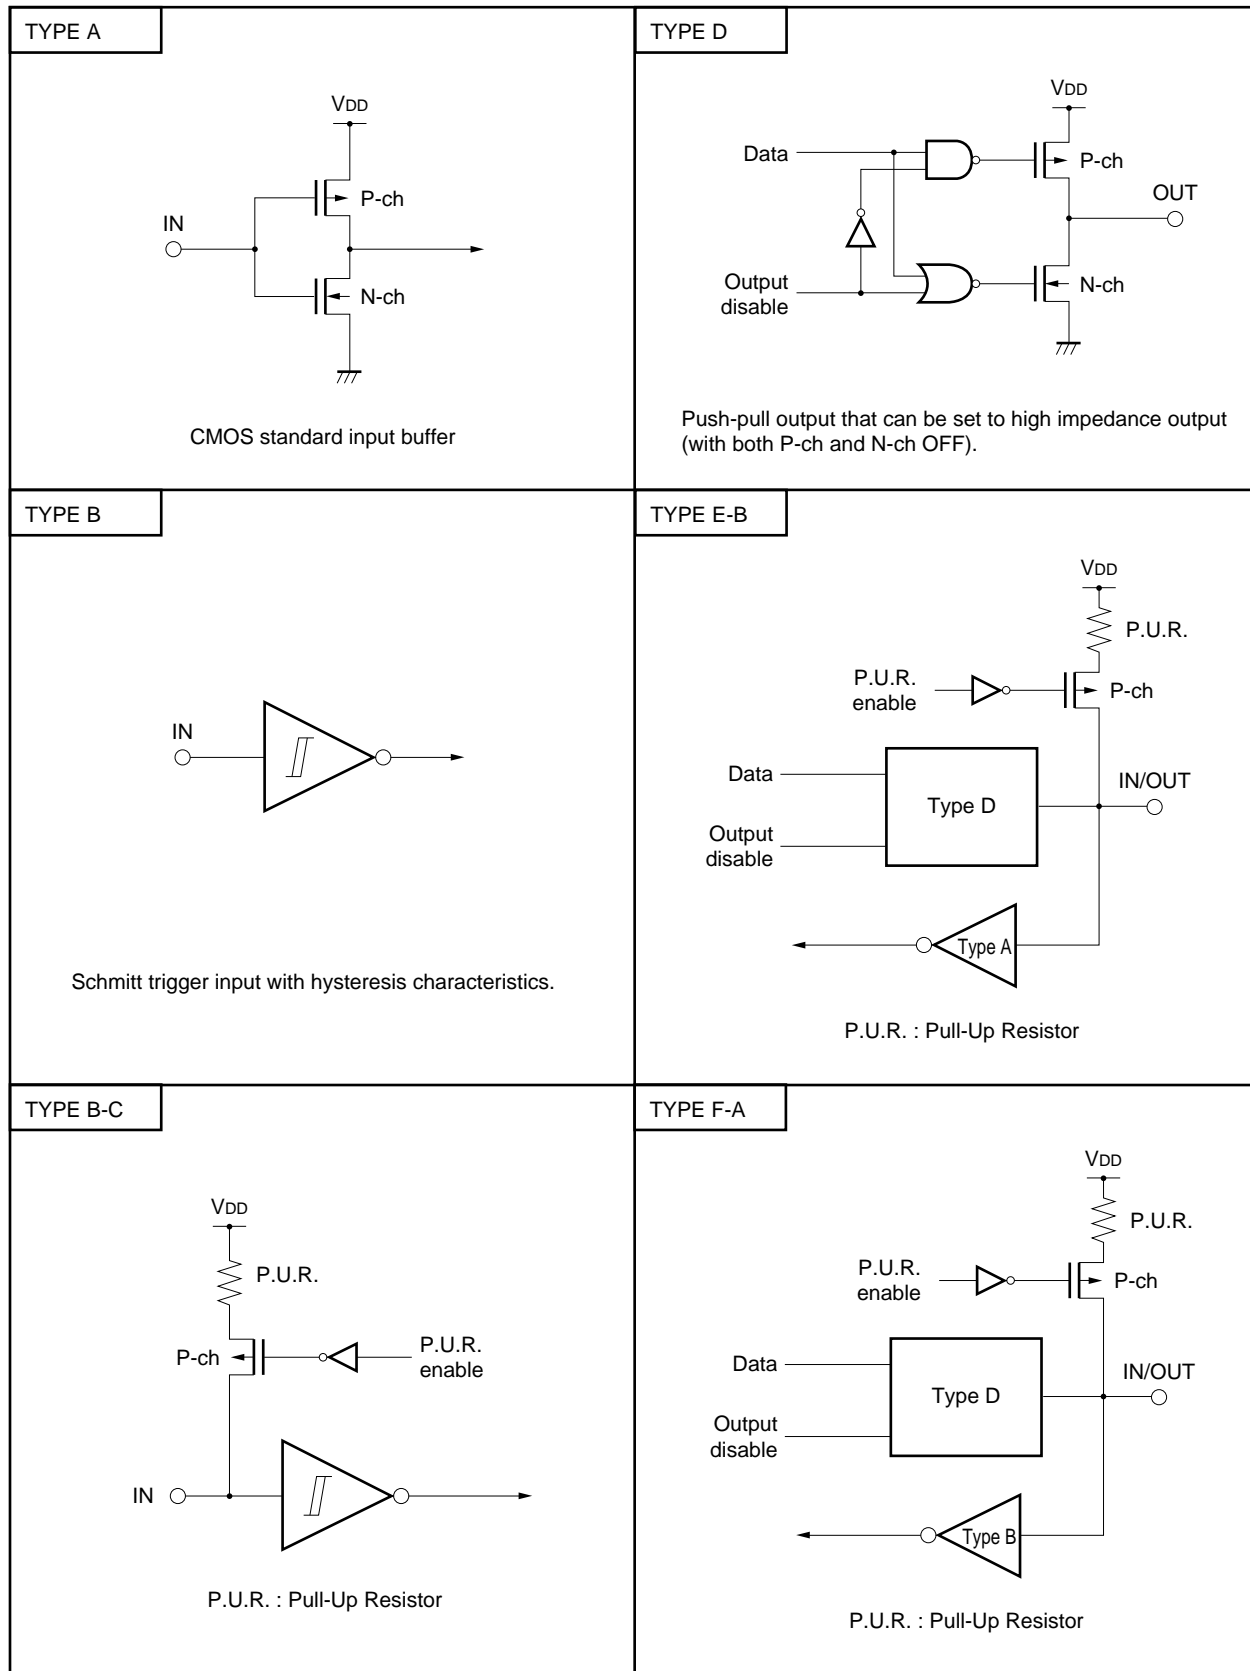 TYPE A
VDD
P-ch
IN
N-ch
CMOS standard input buffer
TYPE D
VDD
Data
P-ch
OUT
Output
disable
N-ch
Push-pull output that can be set to high impedance output
(with both P-ch and N-ch OFF).
TYPE B
IN
Schmitt trigger input with hysteresis characteristics.
TYPE E-B
VDD
P.U.R.
P.U.R.
enable
P-ch
Data
Type D
IN/OUT
Output
disable
Type A
P.U.R. : Pull-Up Resistor
TYPE B-C
VDD
P.U.R.
P-ch
P.U.R.
enable
IN
P.U.R. : Pull-Up Resistor
TYPE F-A
VDD
P.U.R.
P.U.R.
enable
P-ch
Data
Type D
IN/OUT
Output
disable
Type B
P.U.R. : Pull-Up Resistor